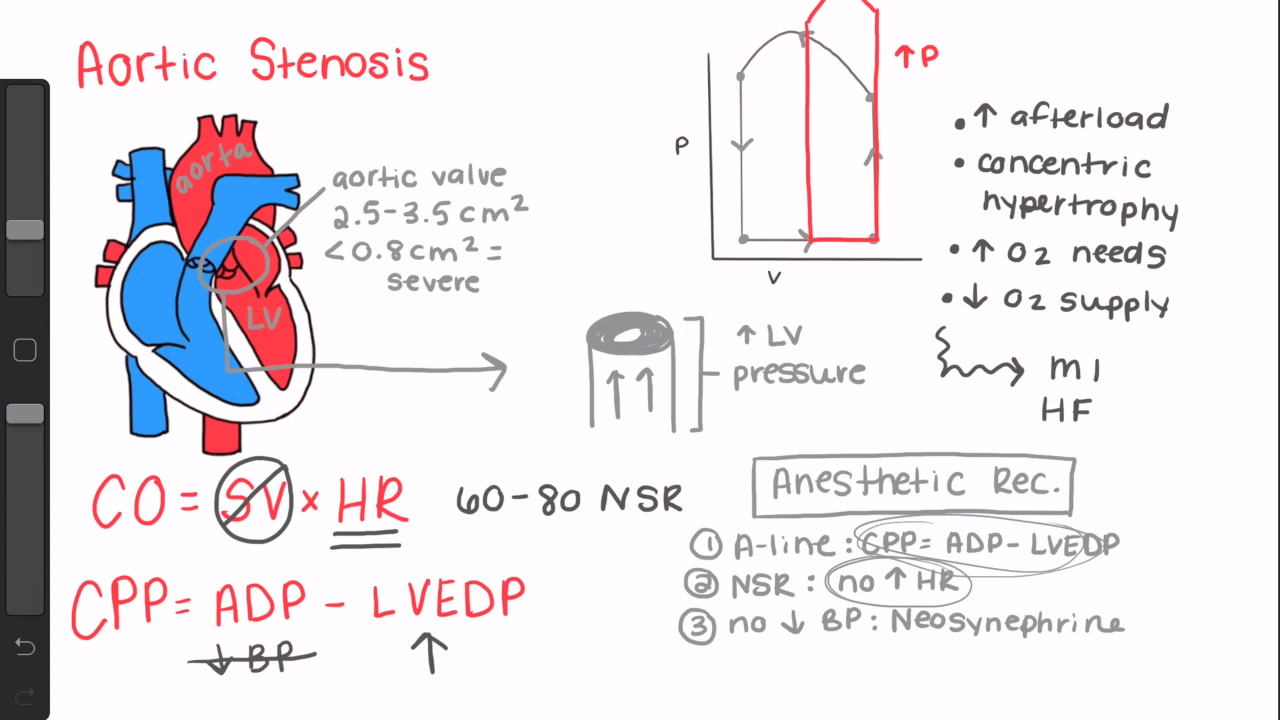 Aortic Stenosis
aorta
aortic valve
2.5-3.5 cm²
<0.8 cm² =
severe
LV
P
V
↑P
• ↑ afterload
• concentric
hypertrophy
• ↑ O2 needs
• ↓ O2 supply
MI
HF
↑ LV
pressure
CO = SV × HR
60-80 NSR
CPP = ADP - LVEDP
↓ BP
↑
Anesthetic Rec.
① A-line : CPP = ADP - LVEDP
② NSR : no ↑ HR
③ no ↓ BP : Neosynephrine